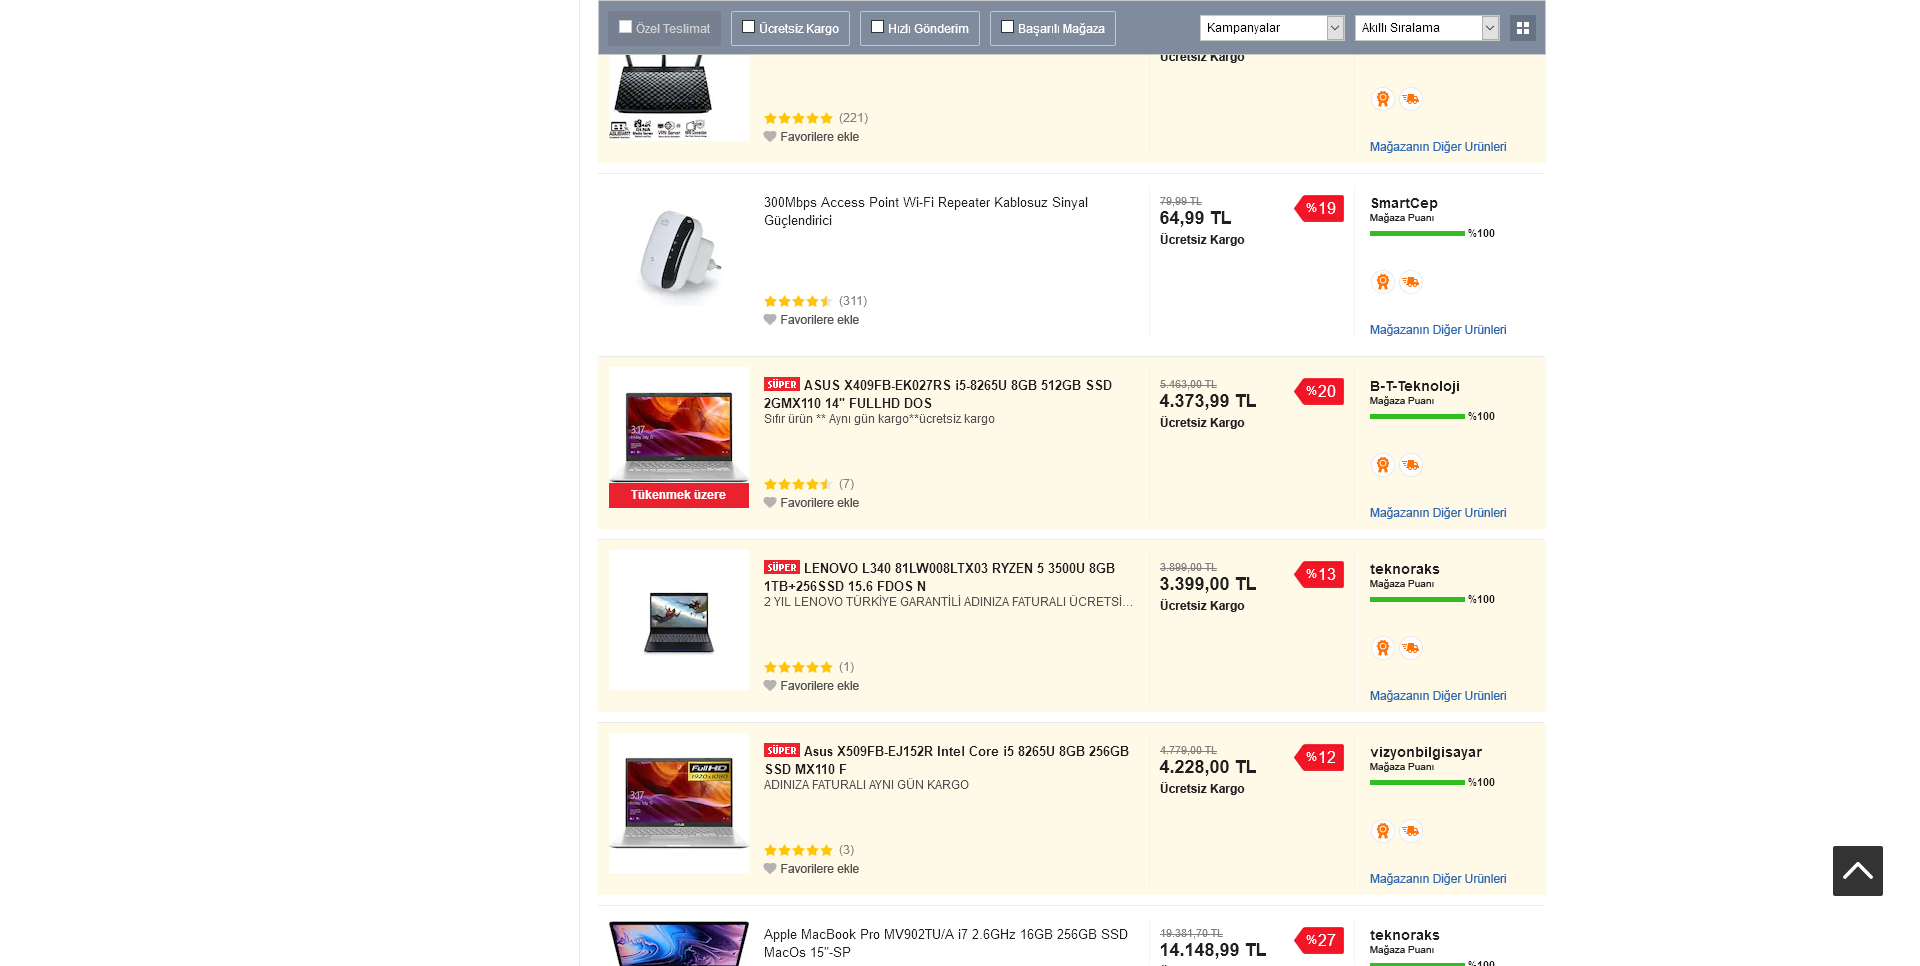 Özel Teslimat
Ücretsiz Kargo
Hızlı Gönderim
Başarılı Mağaza
Kampanyalar
Akıllı Sıralama
Ücretsiz Kargo
(221)
Favorilere ekle
Mağazanın Diğer Ürünleri
300Mbps Access Point Wi-Fi Repeater Kablosuz Sinyal
Güçlendirici
(311)
Favorilere ekle
79,99 TL
64,99 TL
Ücretsiz Kargo
%19
SmartCep
Mağaza Puanı
%100
Mağazanın Diğer Ürünleri
3:17
Tükenmek üzere
SÜPER ASUS X409FB-EK027RS i5-8265U 8GB 512GB SSD
2GMX110 14" FULLHD DOS
Sıfır ürün ** Aynı gün kargo**ücretsiz kargo
(7)
Favorilere ekle
5.463,00 TL
4.373,99 TL
Ücretsiz Kargo
%20
B-T-Teknoloji
Mağaza Puanı
%100
Mağazanın Diğer Ürünleri
SÜPER LENOVO L340 81LW008LTX03 RYZEN 5 3500U 8GB
1TB+256SSD 15.6 FDOS N
2 YIL LENOVO TÜRKİYE GARANTİLİ ADINIZA FATURALI ÜCRETSİ...
(1)
Favorilere ekle
3.899,00 TL
3.399,00 TL
Ücretsiz Kargo
%13
teknoraks
Mağaza Puanı
%100
Mağazanın Diğer Ürünleri
Full HD
1920x1080
3:17
SÜPER Asus X509FB-EJ152R Intel Core i5 8265U 8GB 256GB
SSD MX110 F
ADINIZA FATURALI AYNI GÜN KARGO
(3)
Favorilere ekle
4.779,00 TL
4.228,00 TL
Ücretsiz Kargo
%12
vizyonbilgisayar
Mağaza Puanı
%100
Mağazanın Diğer Ürünleri
Apple MacBook Pro MV902TU/A i7 2.6GHz 16GB 256GB SSD
MacOs 15"-SP
19.381,70 TL
14.148,99 TL
%27
teknoraks
Mağaza Puanı
%100